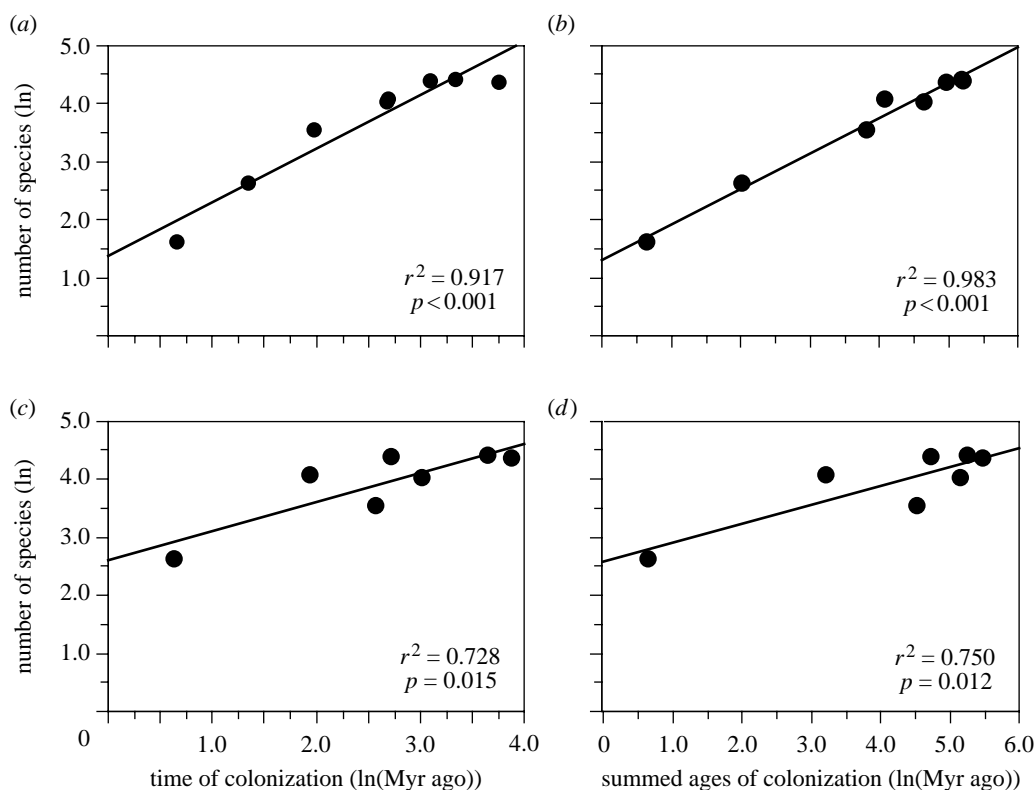 (a)
(b)
5.0
4.0
3.0
2.0
1.0
number of species (ln)
r² = 0.917
p < 0.001
r² = 0.983
p < 0.001
(c)
(d)
5.0
4.0
3.0
2.0
1.0
0
number of species (ln)
r² = 0.728
p = 0.015
r² = 0.750
p = 0.012
1.0 2.0 3.0 4.0
0 1.0 2.0 3.0 4.0 5.0 6.0
time of colonization (ln(Myr ago))
summed ages of colonization (ln(Myr ago))